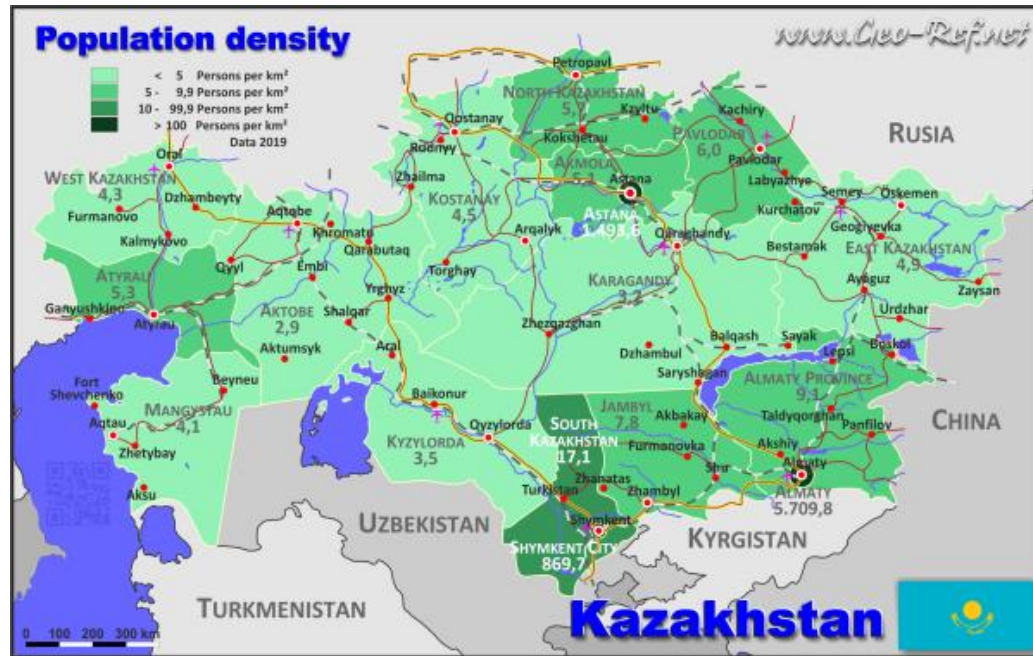 Population density
www.Geo-Ref.net
< 5 Persons per km²
5 - 9,9 Persons per km²
10 - 99,9 Persons per km²
> 100 Persons per km²
Data 2019
Petropavl
NORTH KAZAKHSTAN
5,7
Kzyltu
Kachiry
Qostanay
Rudnyy
Kokshetau
PAVLODAR
6,0
RUSIA
Oral
AKMOLA
5,1
Pavlodar
WEST KAZAKHSTAN
4,3
Dzhambeyty
Zhailma
Astana
Labyazhye
Furmanovo
KOSTANAY
4,5
ASTANA
1.493,6
Kurchatov
Semey
Öskemen
Aqtobe
Khromatu
Qarabutaq
Arqalyk
Qaraghandy
Georgiyevka
Kalmykovo
Bestamak
EAST KAZAKHSTAN
4,9
Qyyl
Embi
Torghay
ATYRAU
5,3
KARAGANDY
3,2
Ayaguz
Zaysan
Ganyushkino
Atyrau
AKTOBE
2,9
Yrghyz
Shalqar
Zhezqazghan
Urdzhar
Aktumsyk
Acal
Dzhambul
Balqash
Sayak
Lepsi
Boskol
Fort
Shevchenko
Beyneu
Saryshagan
ALMATY PROVINCE
9,1
MANGYSTAU
4,1
Baikonur
JAMBYL
7,8
Akbakay
Taldyqorghan
CHINA
Aqtau
Zhetybay
KYZYLORDA
3,5
Qyzylorda
SOUTH
KAZAKHSTAN
17,1
Furmanovka
Akshiy
Panfilov
Aksu
Turkistan
Zhanatas
Shu
Almaty
Zhambyl
ALMATY
5.709,8
UZBEKISTAN
Shymkent
SHYMKENT CITY
869,7
KYRGISTAN
TURKMENISTAN
Kazakhstan
0 100 200 300 km